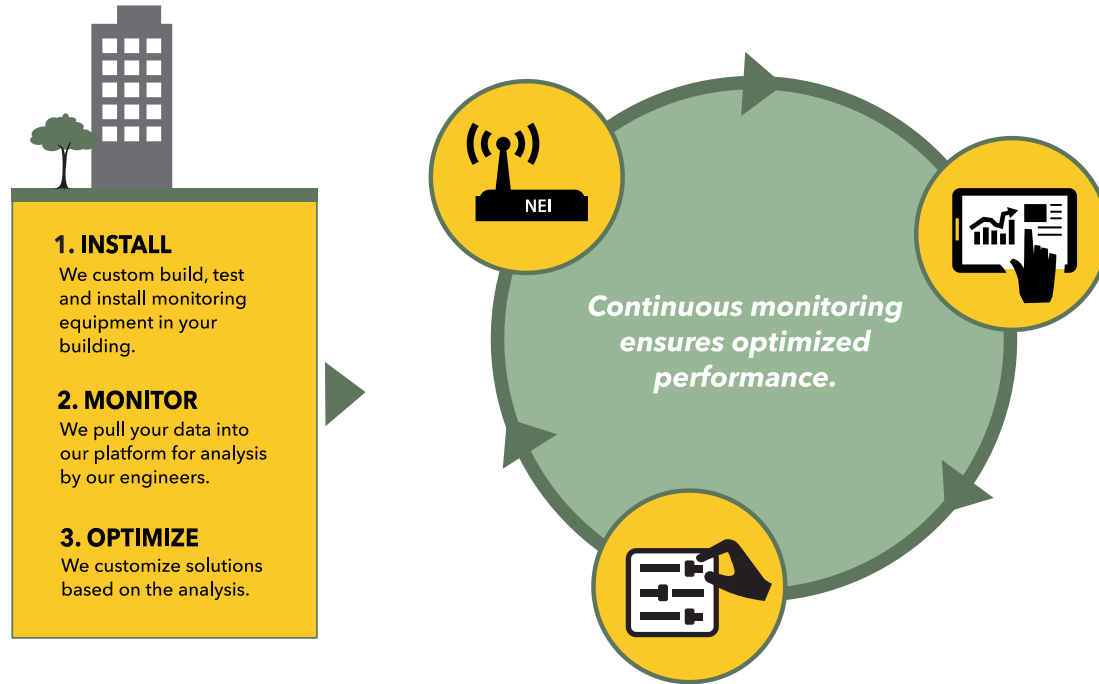 1. INSTALL
We custom build, test
and install monitoring
equipment in your
building.
2. MONITOR
We pull your data into
our platform for analysis
by our engineers.
3. OPTIMIZE
We customize solutions
based on the analysis.
NEI
Continuous monitoring
ensures optimized
performance.